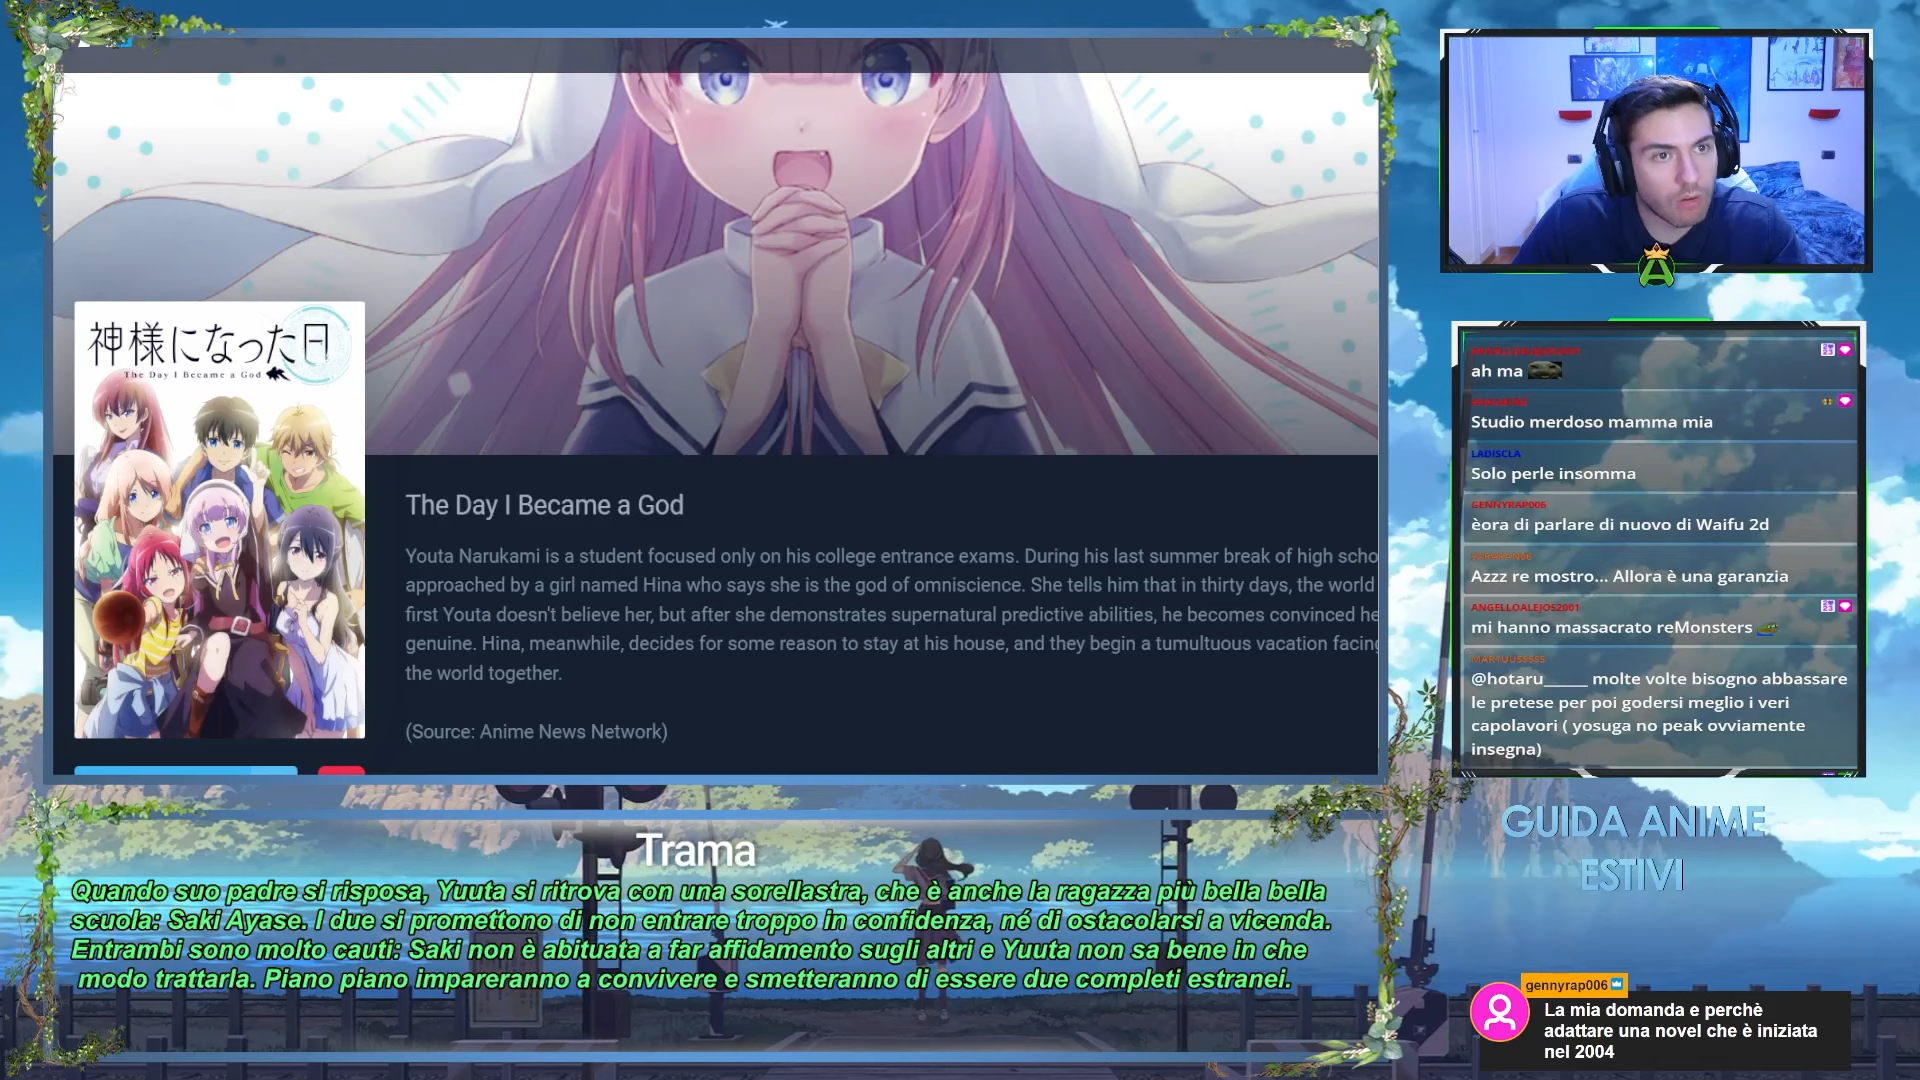 神様になった日
The Day I Became a God
The Day I Became a God
Youta Narukami is a student focused only on his college entrance exams. During his last summer break of high scho
approached by a girl named Hina who says she is the god of omniscience. She tells him that in thirty days, the world
first Youta doesn't believe her, but after she demonstrates supernatural predictive abilities, he becomes convinced he
genuine. Hina, meanwhile, decides for some reason to stay at his house, and they begin a tumultuous vacation facing
the world together.
(Source: Anime News Network)
Trama
Quando suo padre si risposa, Yuuta si ritrova con una sorellastra, che è anche la ragazza più bella bella
scuola: Saki Ayase. I due si promettono di non entrare troppo in confidenza, né di ostacolarsi a vicenda.
Entrambi sono molto cauti: Saki non è abituata a far affidamento sugli altri e Yuuta non sa bene in che
modo trattarla. Piano piano impareranno a convivere e smetteranno di essere due completi estranei.
ah ma
Studio merdoso mamma mia
LADISCLA
Solo perle insomma
GENNYRAP006
èora di parlare di nuovo di Waifu 2d
Azzz re mostro... Allora è una garanzia
ANGELLOALEJOS2001
mi hanno massacrato reMonsters
MARTUUSSSSS
@hotaru_____ molte volte bisogno abbassare
le pretese per poi godersi meglio i veri
capolavori ( yosuga no peak ovviamente
insegna)
GUIDA ANIME
ESTIVI
gennyrap006
La mia domanda e perchè
adattare una novel che è iniziata
nel 2004